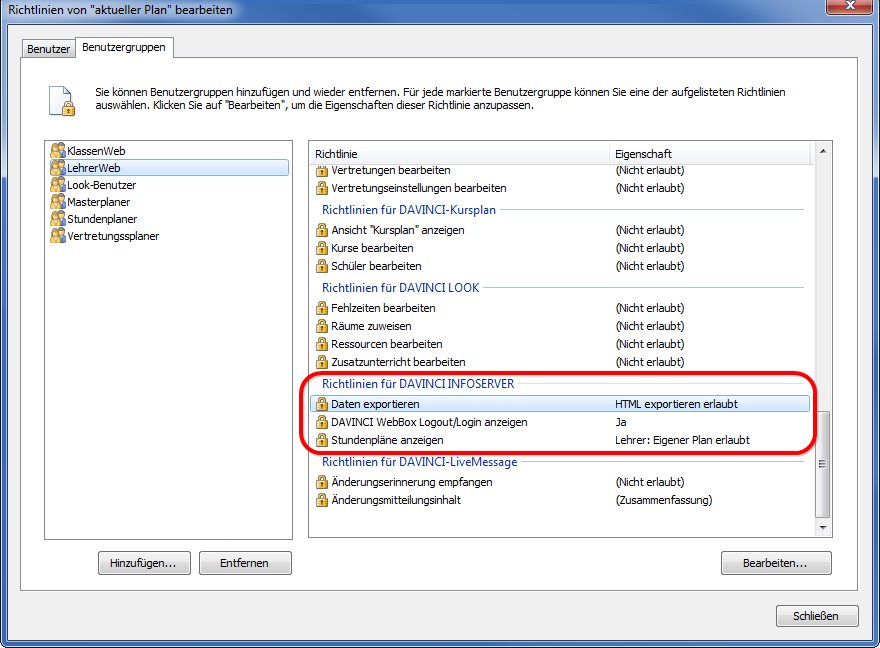 Richtlinien von "aktueller Plan" bearbeiten
Benutzer Benutzergruppen
Sie können Benutzergruppen hinzufügen und wieder entfernen. Für jede markierte Benutzergruppe können Sie eine der aufgelisteten Richtlinien
auswählen. Klicken Sie auf "Bearbeiten", um die Eigenschaften dieser Richtlinie anzupassen.
KlassenWeb
LehrerWeb
Look-Benutzer
Masterplaner
Stundenplaner
Vertretungssplaner
Richtlinie Eigenschaft
Vertretungen bearbeiten (Nicht erlaubt)
Vertretungseinstellungen bearbeiten (Nicht erlaubt)
Richtlinien für DAVINCI-Kursplan
Ansicht "Kursplan" anzeigen (Nicht erlaubt)
Kurse bearbeiten (Nicht erlaubt)
Schüler bearbeiten (Nicht erlaubt)
Richtlinien für DAVINCI LOOK
Fehlzeiten bearbeiten (Nicht erlaubt)
Räume zuweisen (Nicht erlaubt)
Ressourcen bearbeiten (Nicht erlaubt)
Zusatzunterricht bearbeiten (Nicht erlaubt)
Richtlinien für DAVINCI INFOSERVER
Daten exportieren HTML exportieren erlaubt
DAVINCI WebBox Logout/Login anzeigen Ja
Stundenpläne anzeigen Lehrer: Eigener Plan erlaubt
Richtlinien für DAVINCI-LiveMessage
Änderungserinnerung empfangen (Nicht erlaubt)
Änderungsmitteilungsinhalt (Zusammenfassung)
Hinzufügen... Entfernen Bearbeiten...
Schließen